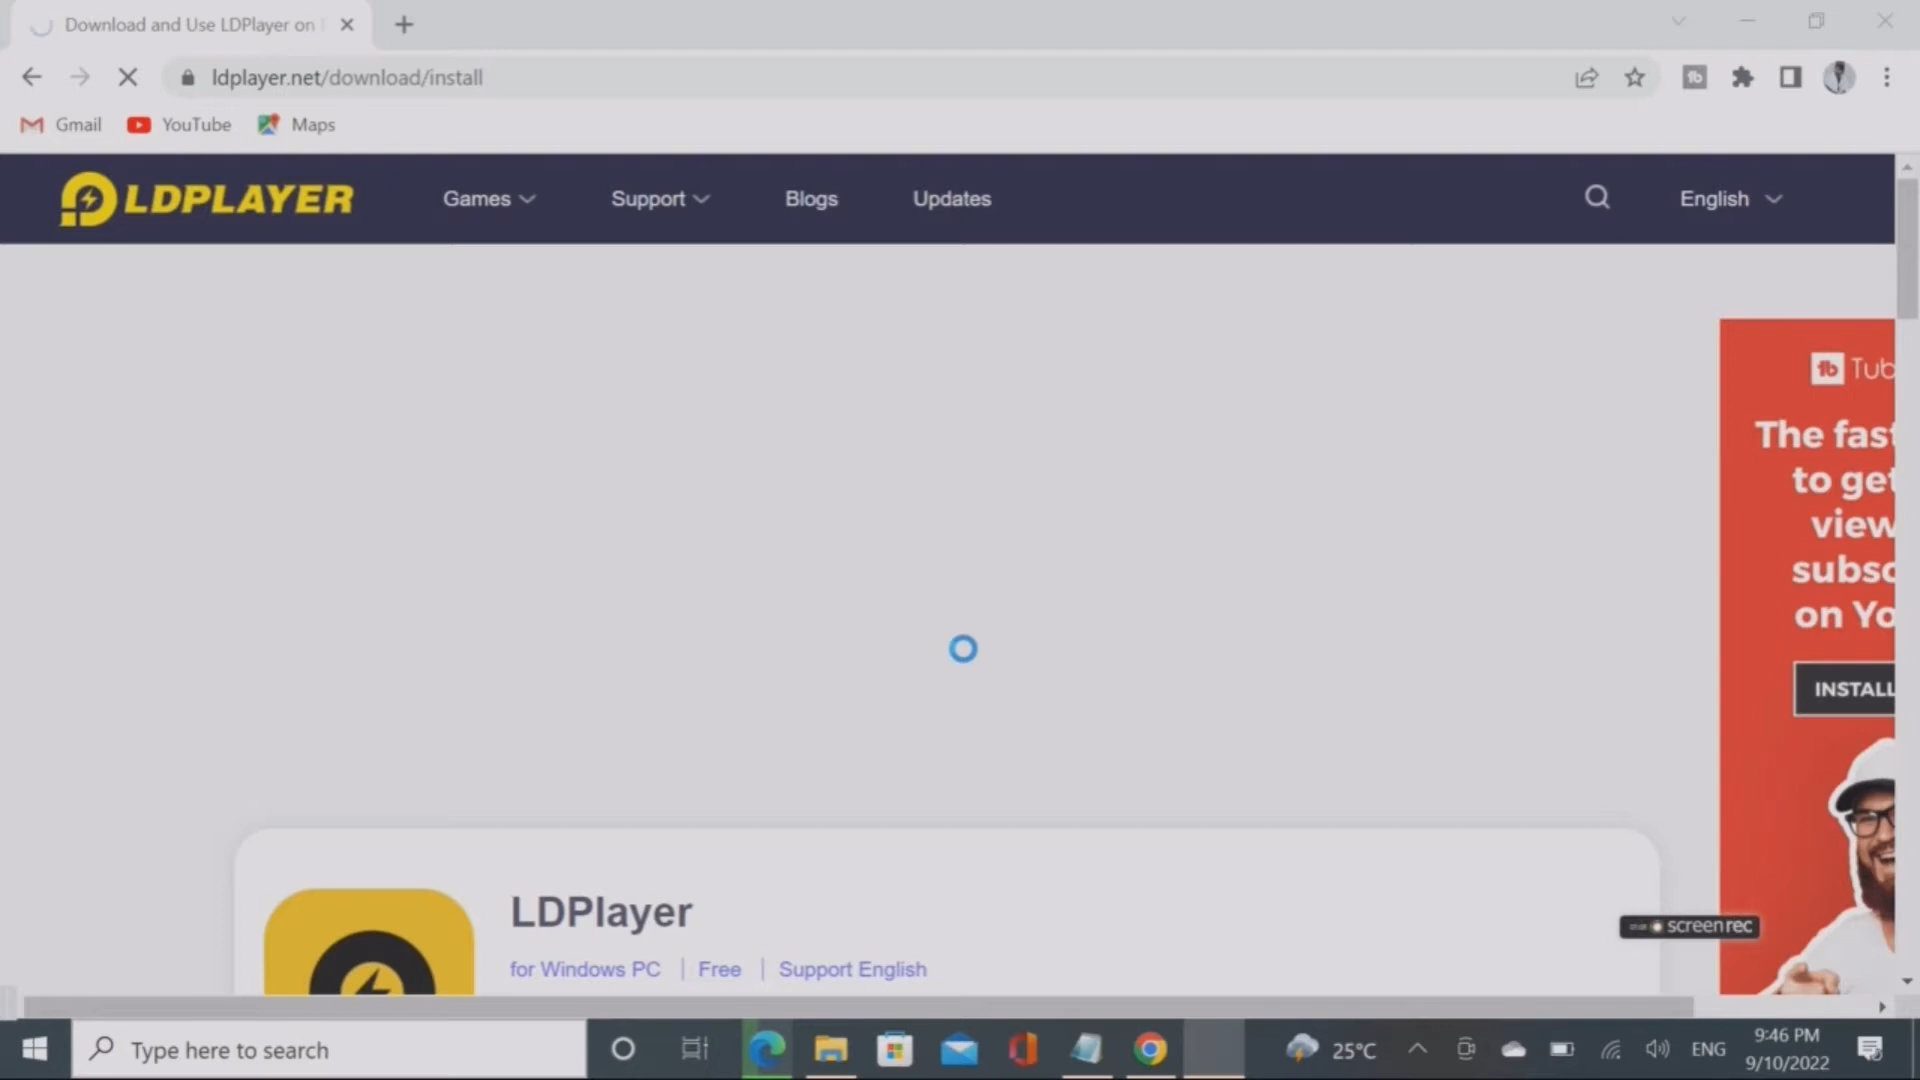 Download and Use LDPlayer on
ldplayer.net/download/install
Gmail YouTube Maps
LDPLAYER Games Support Blogs Updates English
tb Tub
The fast
to get
view
subsc
on Yo
INSTALL
LDPlayer
for Windows PC Free Support English
screenrec
Type here to search
25°C ENG
9:46 PM
9/10/2022